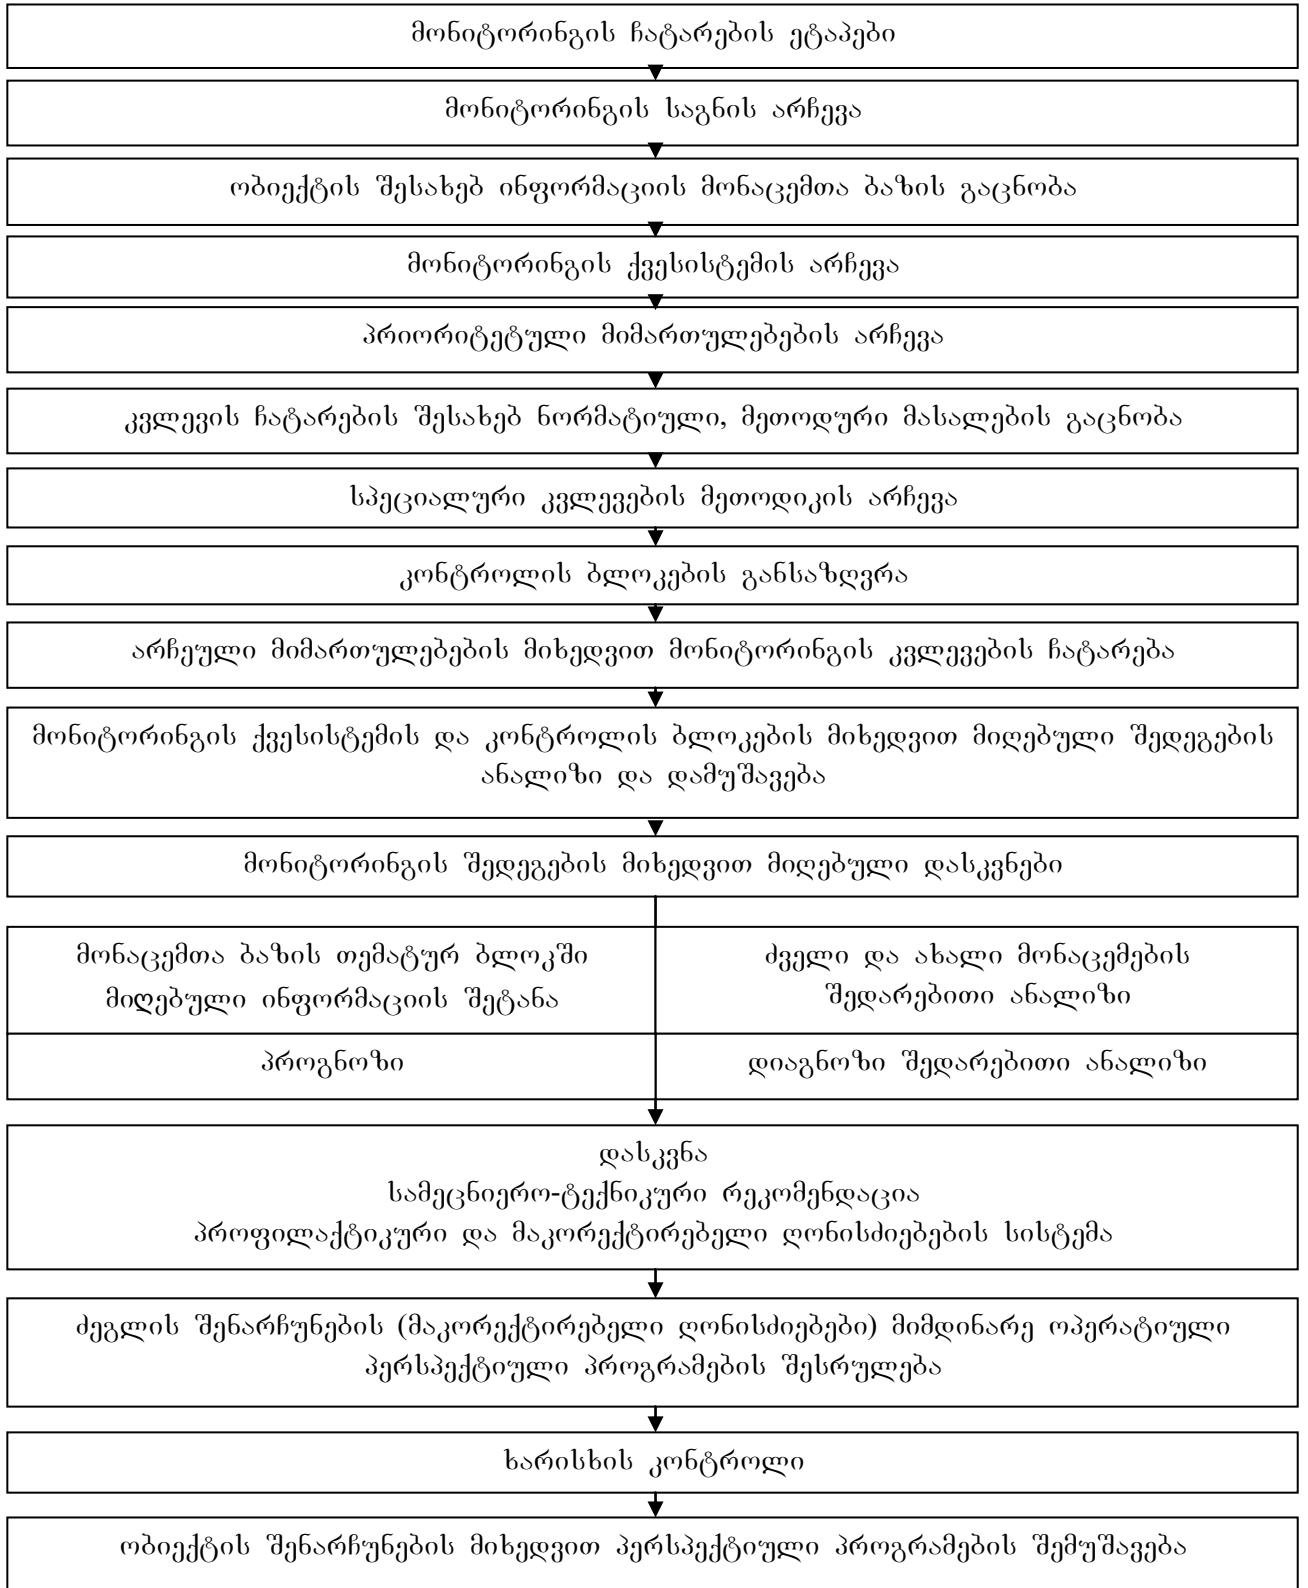 მონიტორინგის ჩატარების ეტაპები
მონიტორინგის საგნის არჩევა
ობიექტის შესახებ ინფორმაციის მონაცემთა ბაზის გაცნობა
მონიტორინგის ქვესისტემის არჩევა
პრიორიტეტული მიმართულებების არჩევა
კვლევის ჩატარების შესახებ ნორმატიული, მეთოდური მასალების გაცნობა
სპეციალური კვლევების მეთოდიკის არჩევა
კონტროლის ბლოკების განსაზღვრა
არჩეული მიმართულებების მიხედვით მონიტორინგის კვლევების ჩატარება
მონიტორინგის ქვესისტემის და კონტროლის ბლოკების მიხედვით მიღებული შედეგების
ანალიზი და დამუშავება
მონიტორინგის შედეგების მიხედვით მიღებული დასკვნები
მონაცემთა ბაზის თემატურ ბლოკში
მიღებული ინფორმაციის შეტანა
ძველი და ახალი მონაცემების
შედარებითი ანალიზი
პროგნოზი
დიაგნოზი შედარებითი ანალიზი
დასკვნა
სამეცნიერო-ტექნიკური რეკომენდაცია
პროფილაქტიკური და მაკორექტირებელი ღონისძიებების სისტემა
ძეგლის შენარჩუნების (მაკორექტირებელი ღონისძიებები) მიმდინარე ოპერატიული
პერსპექტიული პროგრამების შესრულება
ხარისხის კონტროლი
ობიექტის შენარჩუნების მიხედვით პერსპექტიული პროგრამების შემუშავება